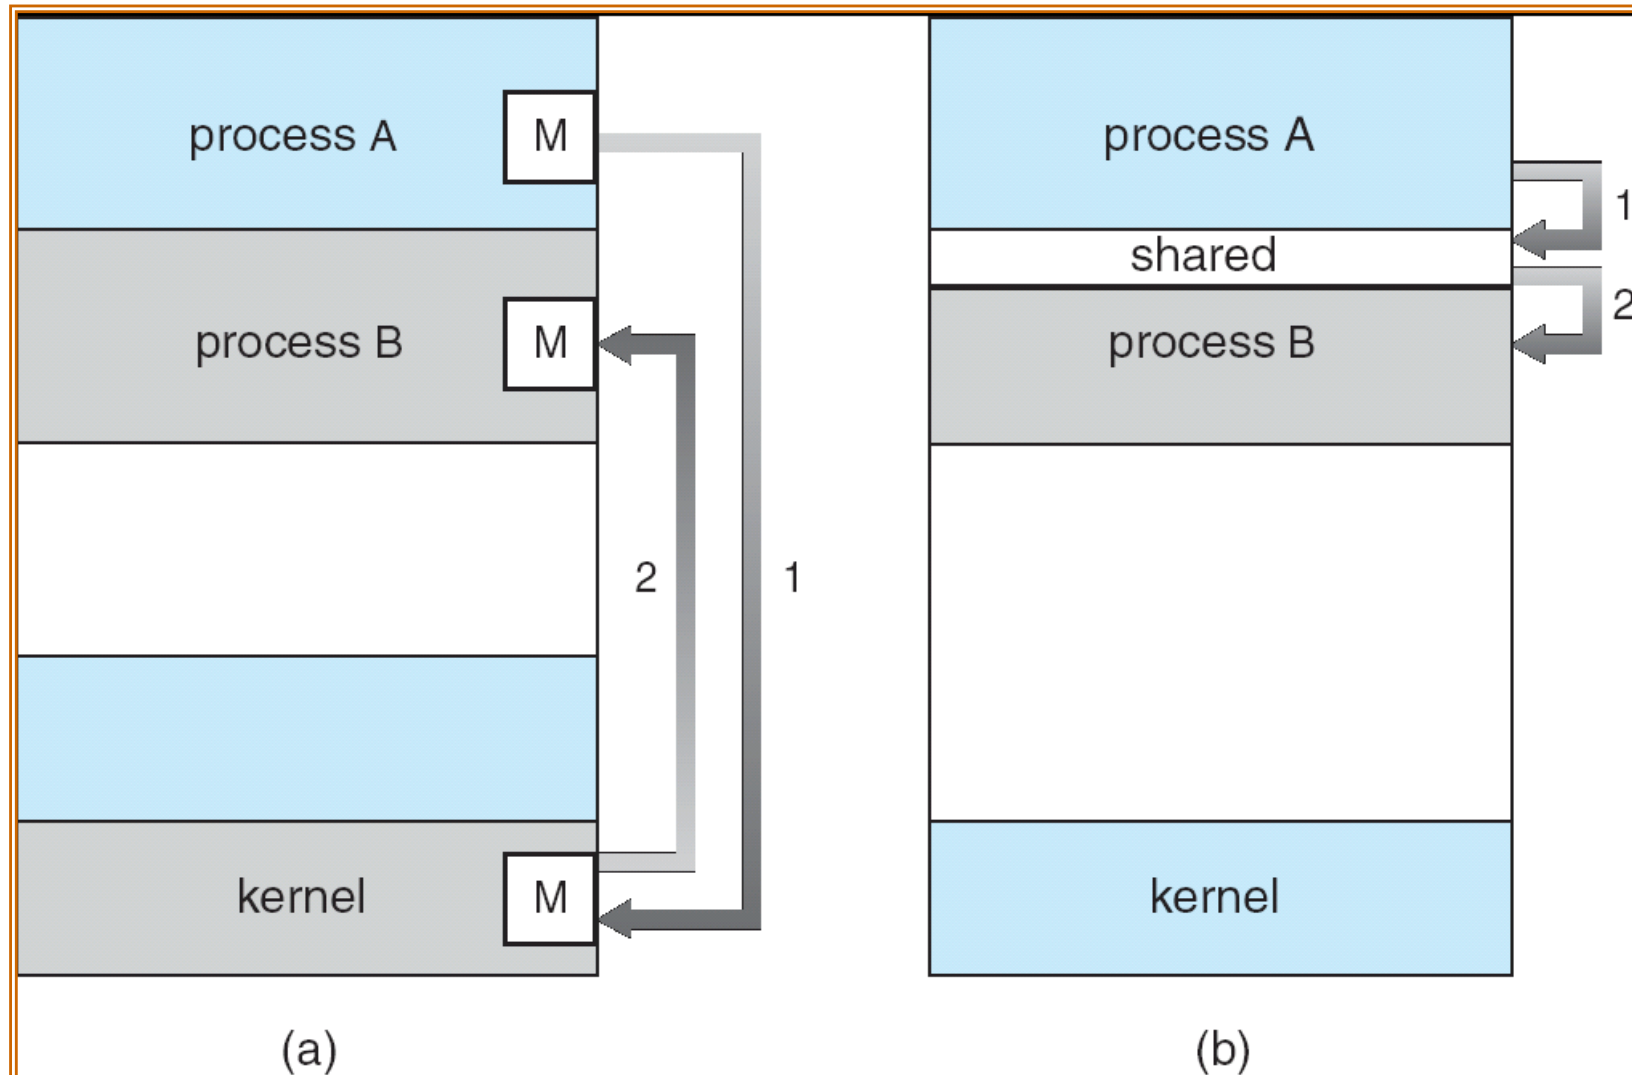 process A
M
process B
M
2
1
kernel
M
(a)
process A
1
shared
2
process B
kernel
(b)